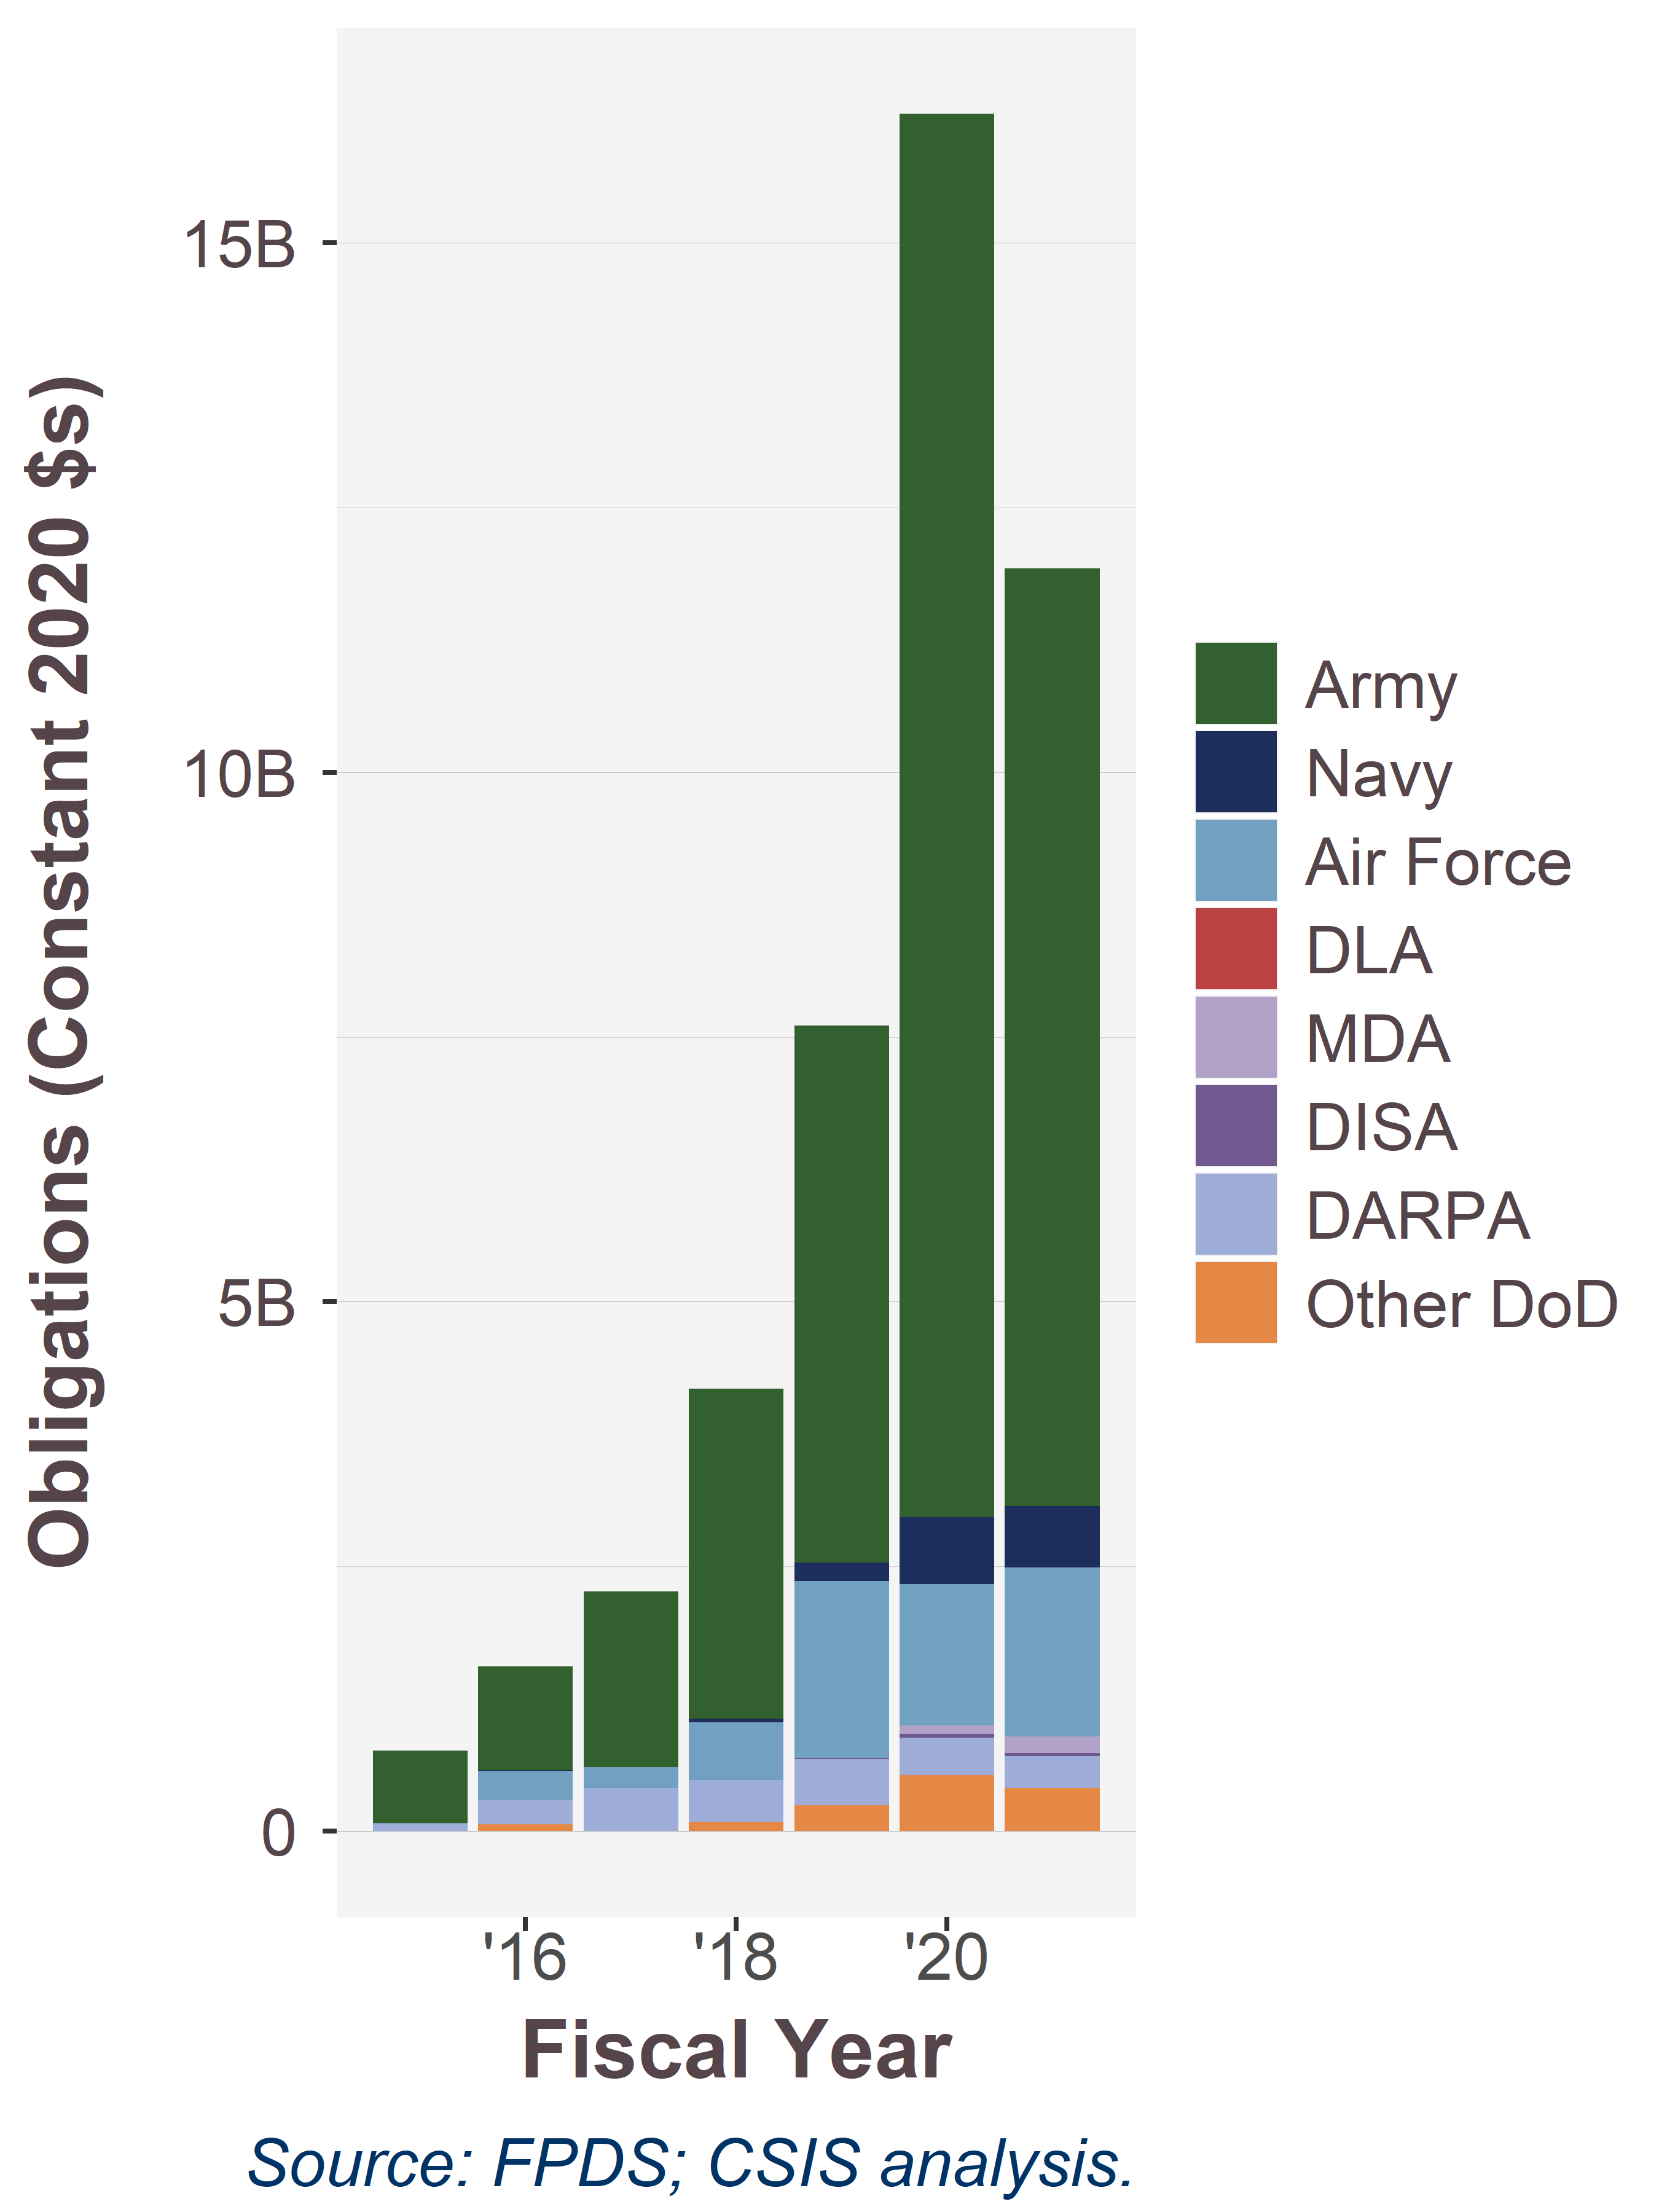 Obligations (Constant 2020 $s)
15B
10B
5B
0
'16
'18
'20
Fiscal Year
Army
Navy
Air Force
DLA
MDA
DISA
DARPA
Other DoD
Source: FPDS; CSIS analysis.